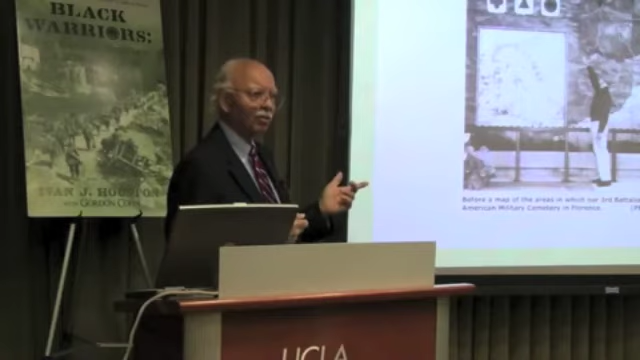 BLACK
WARRIORS:
IVAN J. HOUSTON
WITH GORDON COHN
Before a map of the areas in which our 3rd Battalion
American Military Cemetery in Florence.
UCLA